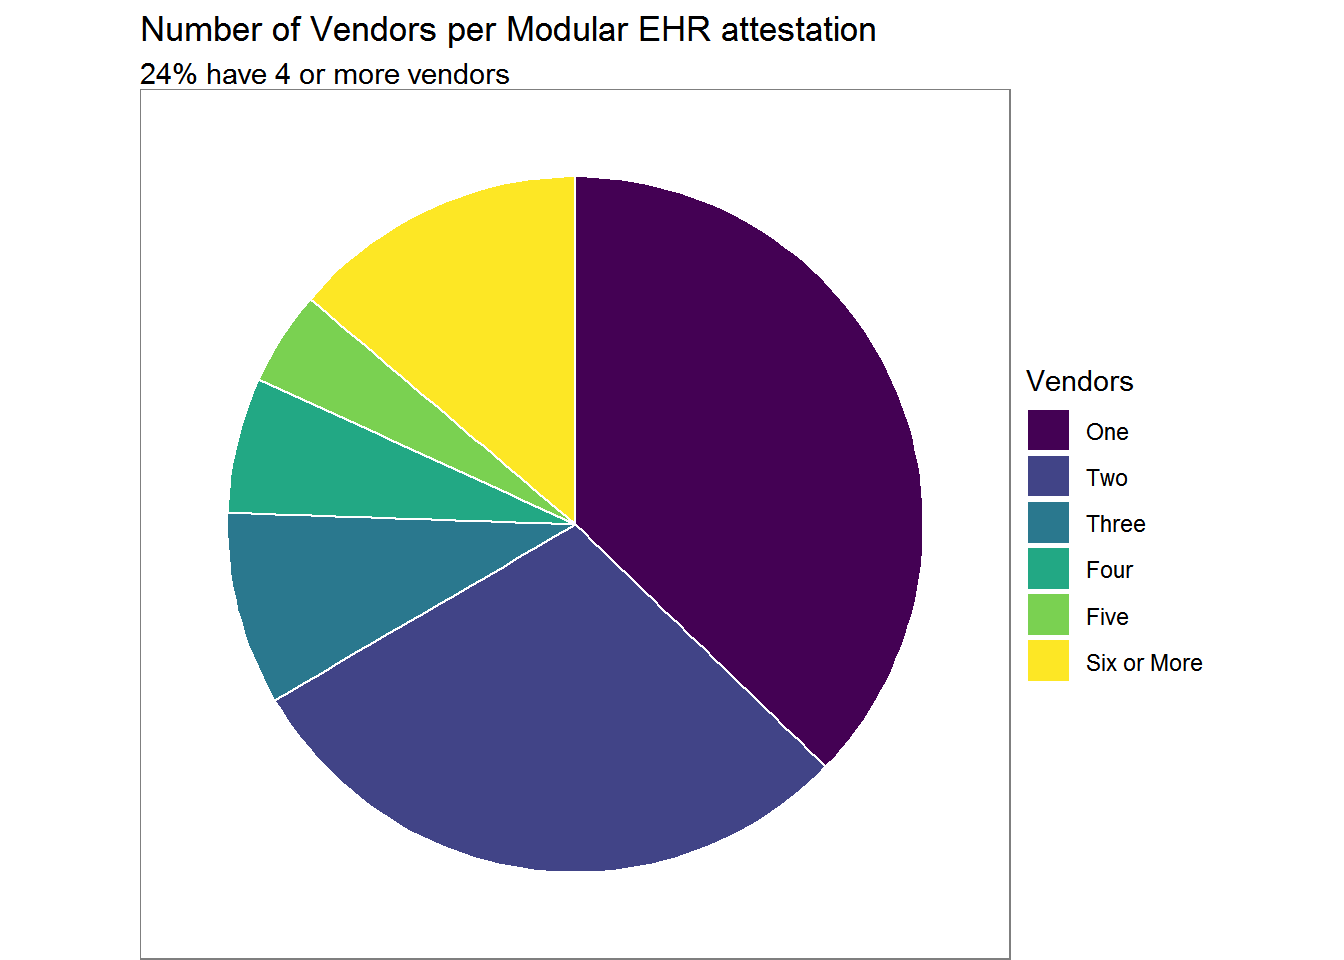 Number of Vendors per Modular EHR attestation
24% have 4 or more vendors
Vendors
One
Two
Three
Four
Five
Six or More